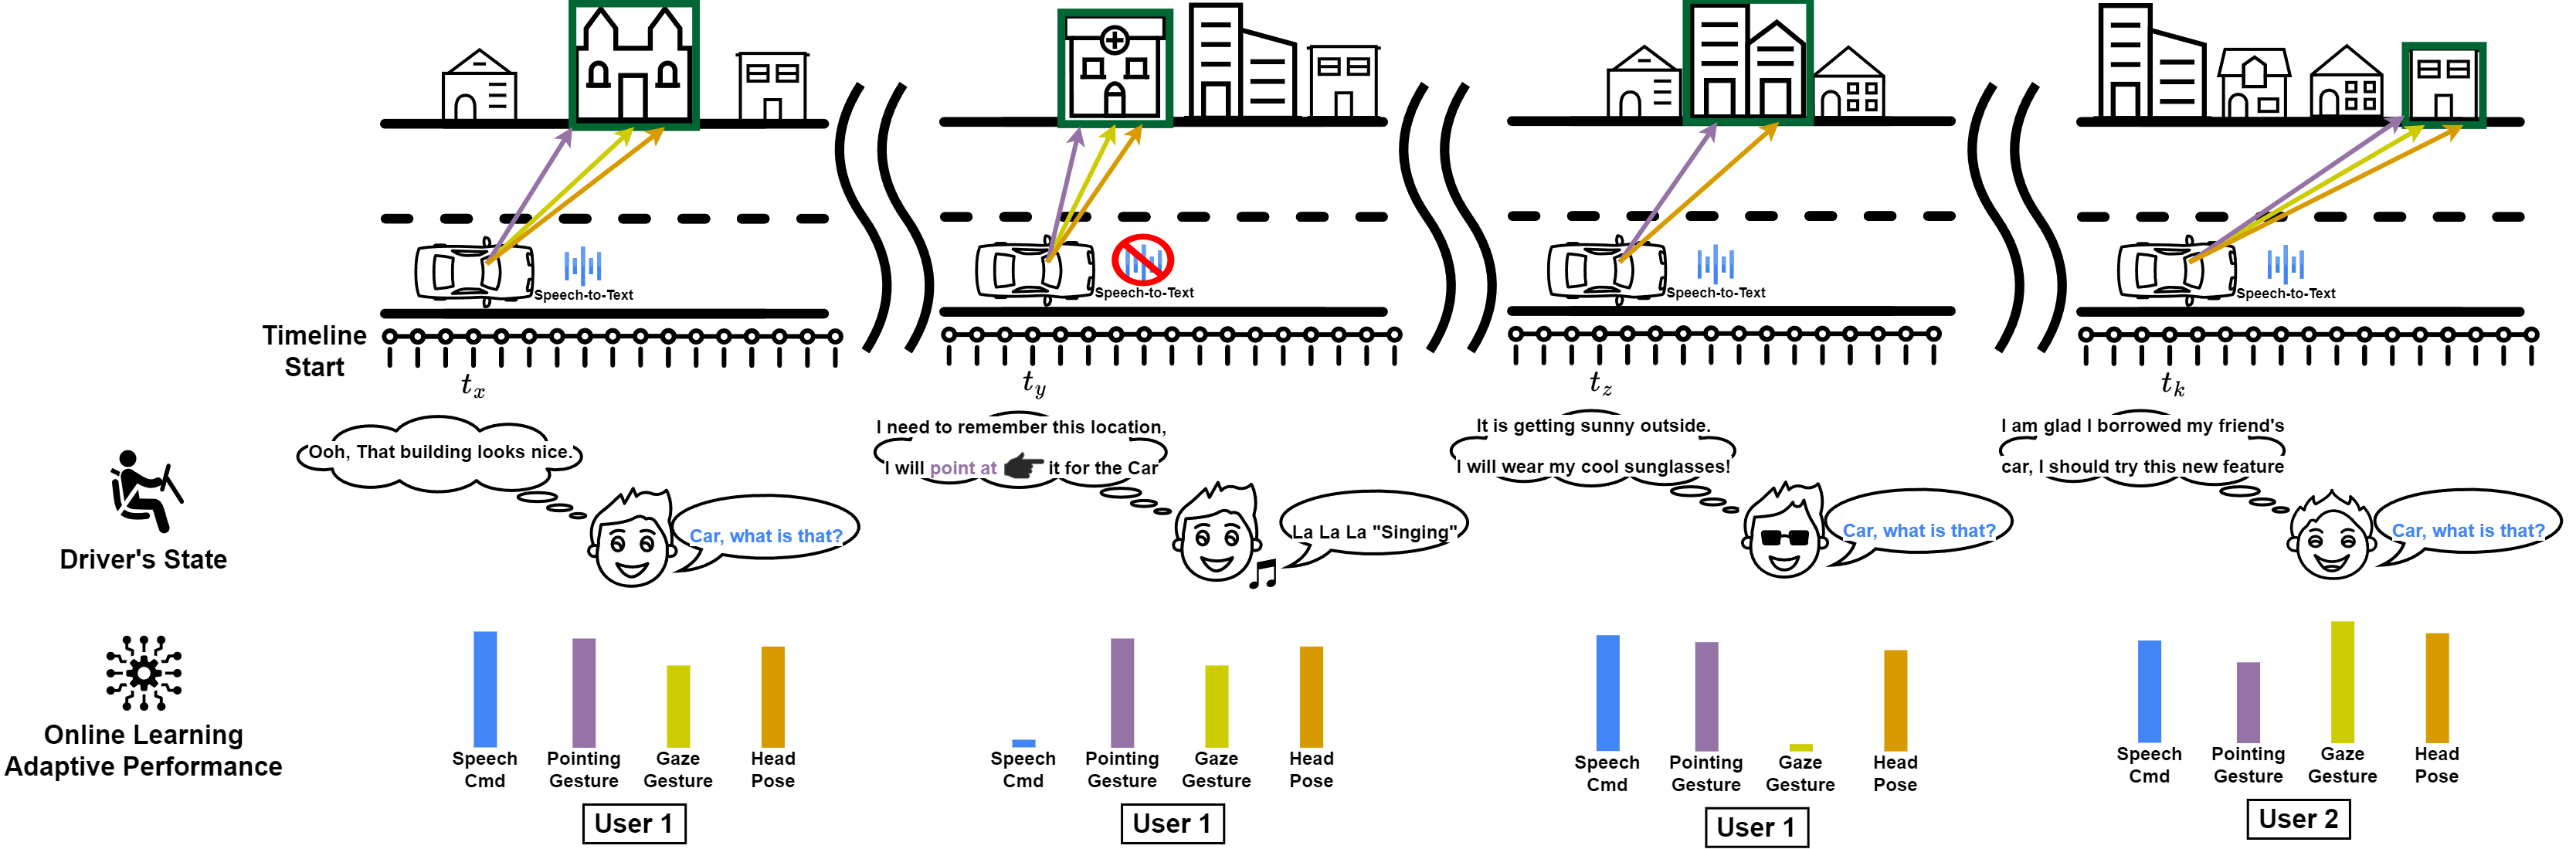 Speech-to-Text
Speech-to-Text
Speech-to-Text
Speech-to-Text
Timeline
Start
t_x
t_y
t_z
t_k
Driver's State
Ooh, That building looks nice.
Car, what is that?
I need to remember this location,
I will point at it for the Car
La La La "Singing"
It is getting sunny outside.
I will wear my cool sunglasses!
Car, what is that?
I am glad I borrowed my friend's
car, I should try this new feature
Car, what is that?
Online Learning
Adaptive Performance
Speech
Cmd
Pointing
Gesture
Gaze
Gesture
Head
Pose
User 1
Speech
Cmd
Pointing
Gesture
Gaze
Gesture
Head
Pose
User 1
Speech
Cmd
Pointing
Gesture
Gaze
Gesture
Head
Pose
User 1
Speech
Cmd
Pointing
Gesture
Gaze
Gesture
Head
Pose
User 2